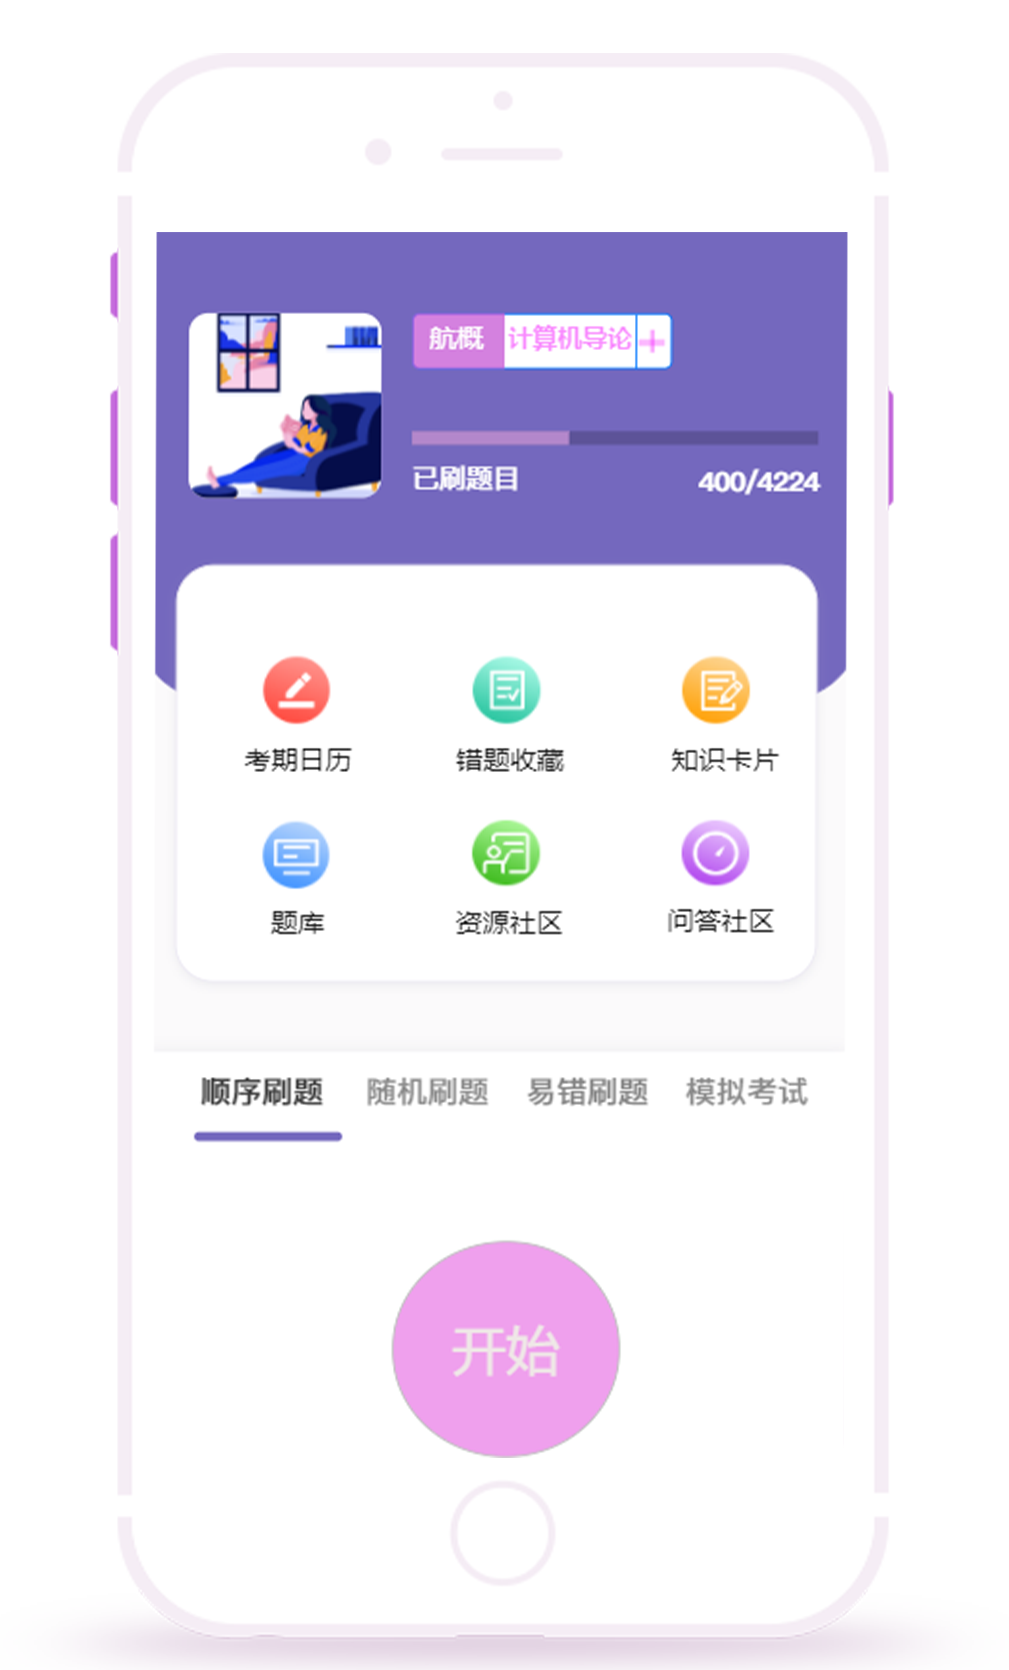 航概 计算机导论 +
已刷题目 400/4224
考期日历 错题收藏 知识卡片
题库 资源社区 问答社区
顺序刷题 随机刷题 易错刷题 模拟考试
开始